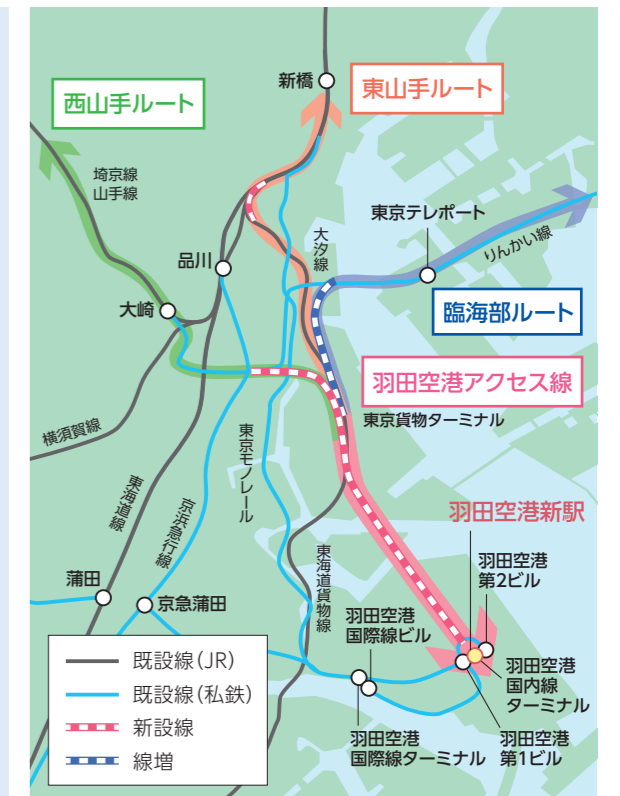 新橋
東山手ルート
西山手ルート
埼京線
山手線
東京テレポート
大汐線
りんかい線
品川
大崎
臨海部ルート
羽田空港アクセス線
東京貨物ターミナル
横須賀線
東海道線
京浜急行線
東京モノレール
東海道貨物線
羽田空港新駅
羽田空港
第2ビル
蒲田
京急蒲田
羽田空港
国際線ビル
羽田空港
国内線
ターミナル
羽田空港
国際線ターミナル
羽田空港
第1ビル
既設線(JR)
既設線(私鉄)
新設線
線増